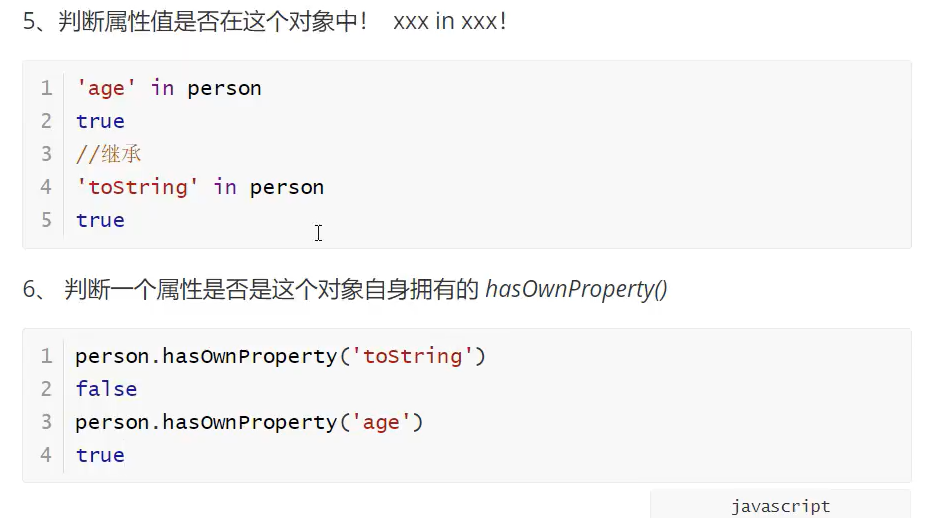 5、判断属性值是否在这个对象中！ xxx in xxx！
1 'age' in person
2 true
3 //继承
4 'toString' in person
5 true
6、 判断一个属性是否是这个对象自身拥有的 hasOwnProperty()
1 person.hasOwnProperty('toString')
2 false
3 person.hasOwnProperty('age')
4 true
javascript